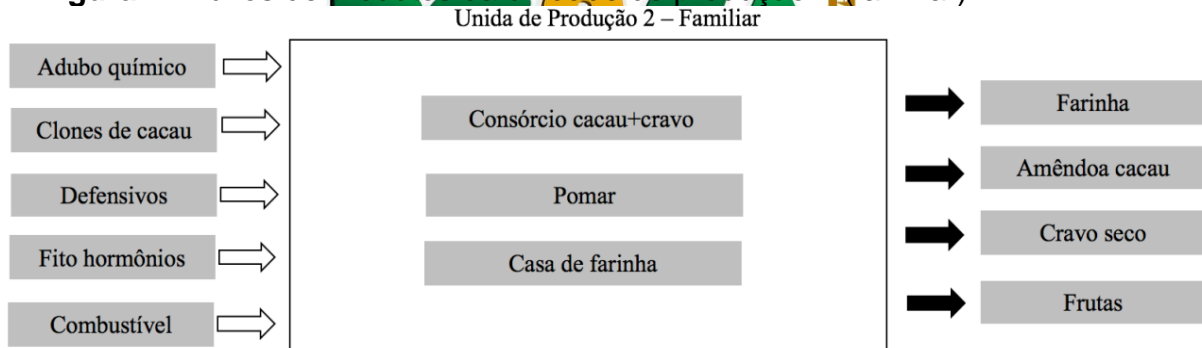 Unida de Produção 2 – Familiar
Adubo químico
Clones de cacau
Defensivos
Fito hormônios
Combustível
Consórcio cacau+cravo
Pomar
Casa de farinha
Farinha
Amêndoa cacau
Cravo seco
Frutas